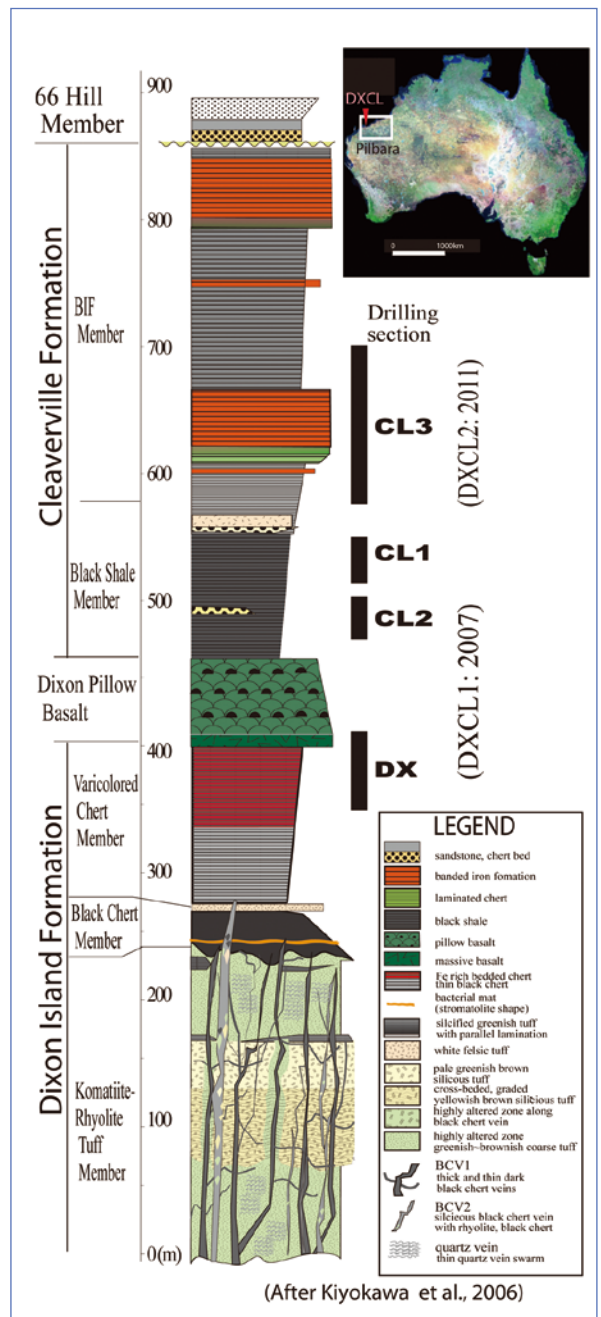 66 Hill
Member
900
800
700
600
500
400
300
200
100
0(m)
Cleaverville Formation
BIF
Member
Black Shale
Member
Dixon Pillow
Basalt
Dixon Island Formation
Varicolored
Chert
Member
Black Chert
Member
Komatiite-
Rhyolite
Tuff
Member
DXCL
Pilbara
0 1000km
Drilling
section
CL3
(DXCL2: 2011)
CL1
CL2
DX
(DXCL1: 2007)
LEGEND
sandstone, chert bed
banded iron fomation
laminated chert
black shale
pillow basalt
massive basalt
Fe rich bedded chert
thin black chert
bacterial mat
(stromatolite shape)
silcified greenish tuff
with parallel lamination
white felsic tuff
pale greenish brown
silicous tuff
cross-beded, graded
yellowish brown silicious tuff
highly altered zone along
black chert vein
highly altered zone
greenish~brownish coarse tuff
BCV1
thick and thin dark
black chert veins
BCV2
silcieous black chert vein
with rhyolite, black chert
quartz vein
thin quartz vein swarm
(After Kiyokawa et al., 2006)